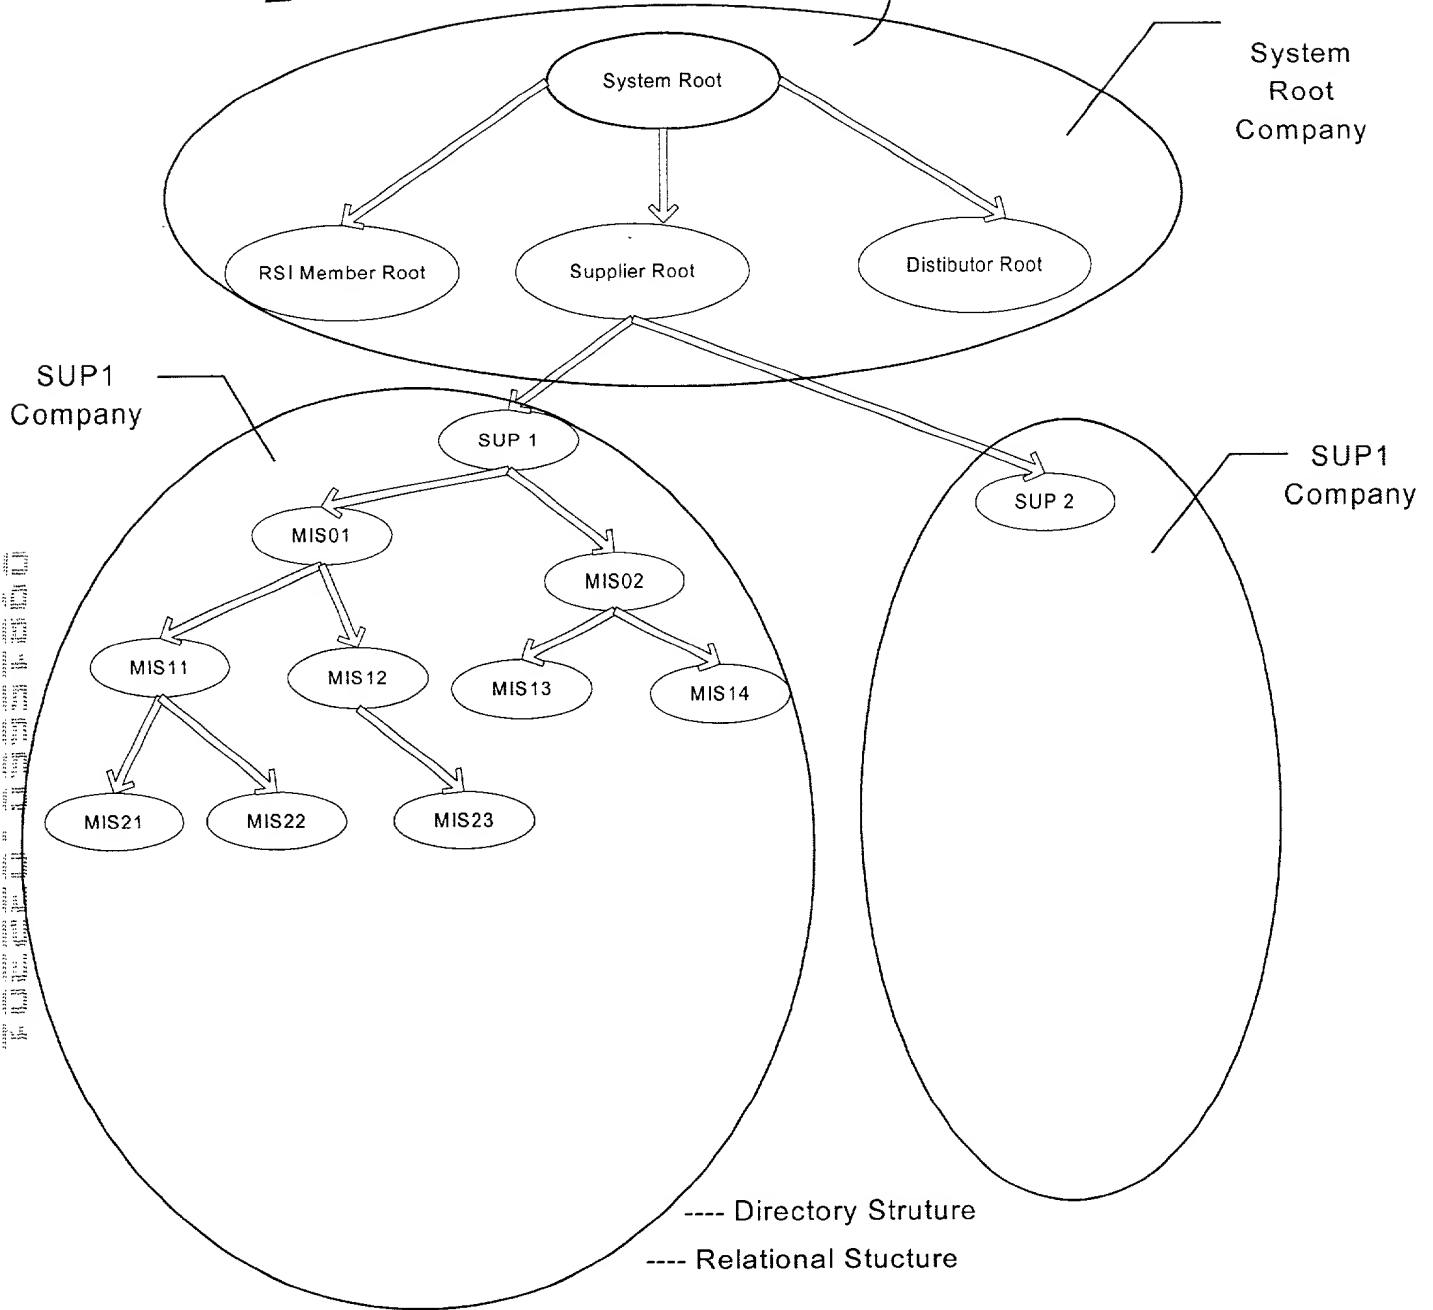 System Root
System
Root
Company
RSI Member Root
Supplier Root
Distibutor Root
SUP1
Company
SUP 1
SUP1
Company
SUP 2
MIS01
MIS02
MIS11
MIS12
MIS13
MIS14
MIS21
MIS22
MIS23
---- Directory Struture
---- Relational Stucture